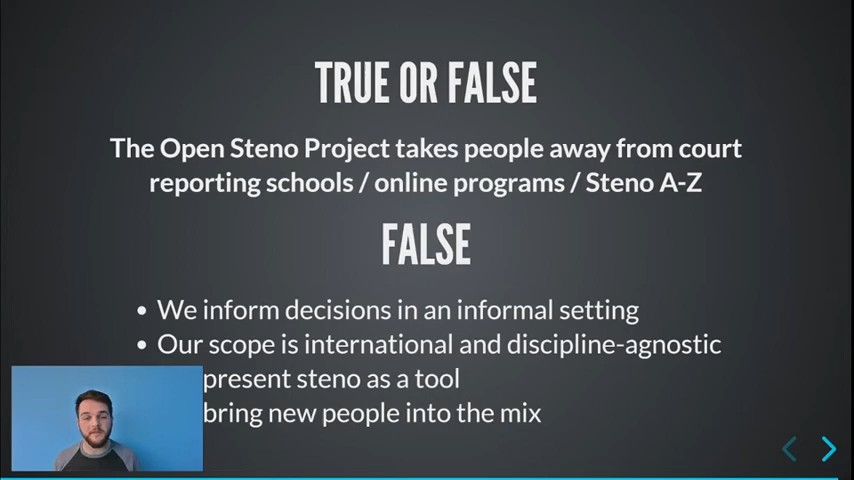 TRUE OR FALSE
The Open Steno Project takes people away from court
reporting schools / online programs / Steno A-Z
FALSE
• We inform decisions in an informal setting
• Our scope is international and discipline-agnostic
present steno as a tool
bring new people into the mix